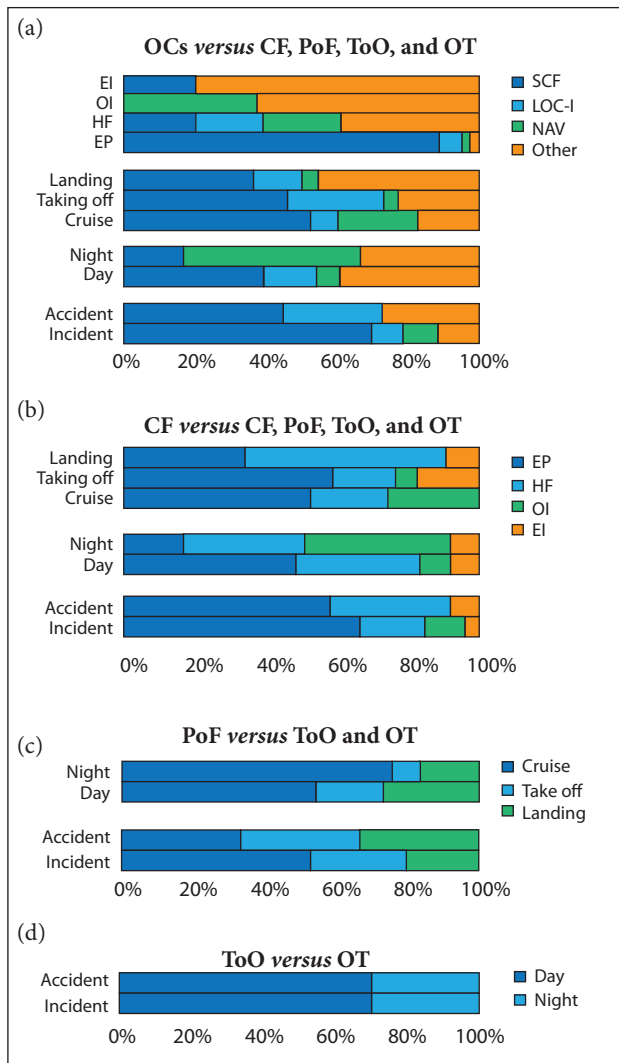 (a)
OCs versus CF, PoF, ToO, and OT
EI
OI
HF
EP
SCF
LOC-I
NAV
Other
Landing
Taking off
Cruise
Night
Day
Accident
Incident
0% 20% 40% 60% 80% 100%
(b)
CF versus CF, PoF, ToO, and OT
Landing
Taking off
Cruise
EP
HF
OI
EI
Night
Day
Accident
Incident
0% 20% 40% 60% 80% 100%
(c)
PoF versus ToO and OT
Night
Day
Cruise
Take off
Landing
Accident
Incident
0% 20% 40% 60% 80% 100%
(d)
ToO versus OT
Accident
Incident
Day
Night
0% 20% 40% 60% 80% 100%